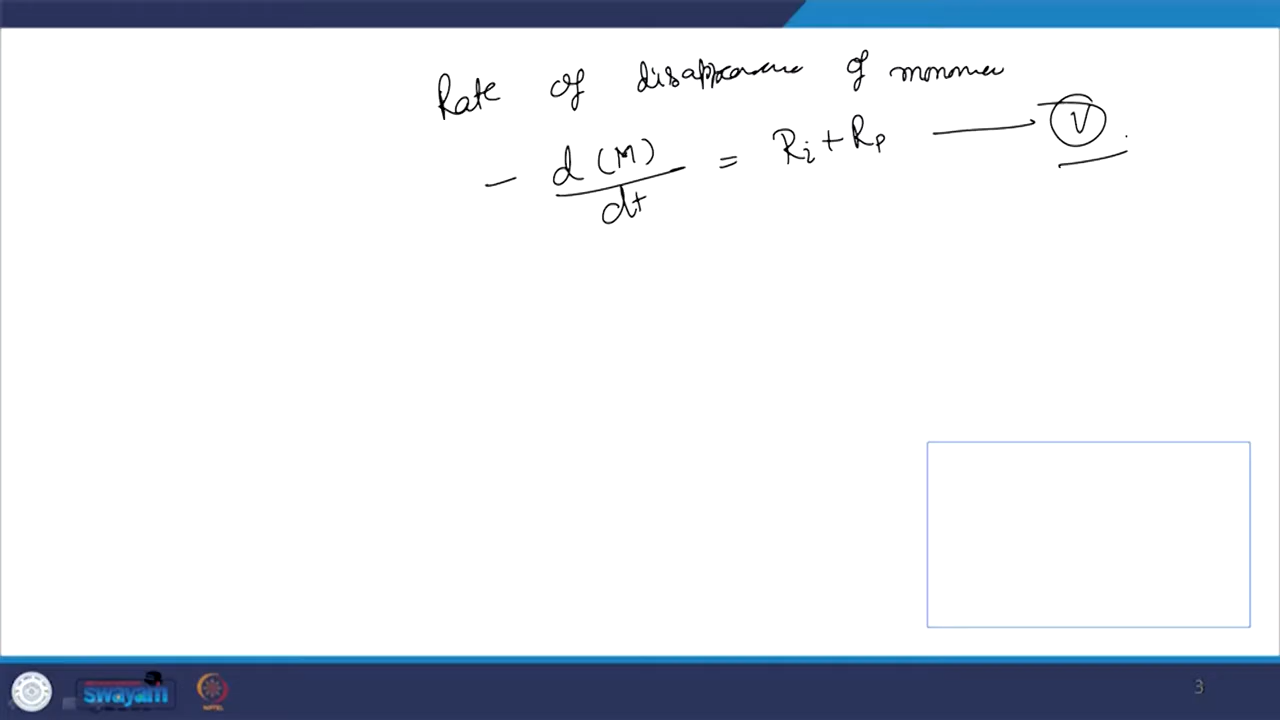 Rate of disappearance of monomer
- d(M)/dt = Ri + Rp ⟶ V
3
swayam